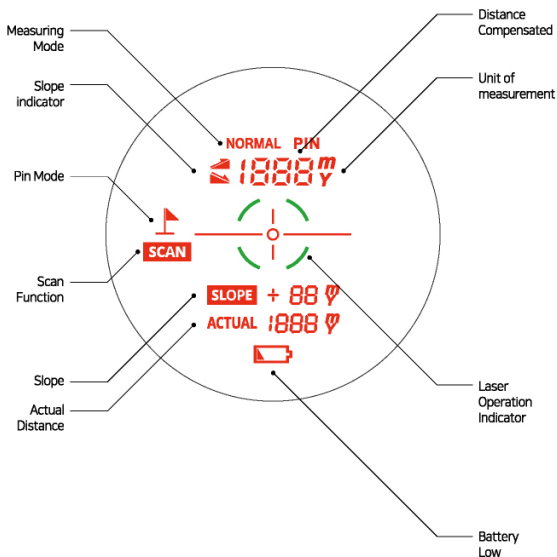 Measuring
Mode
Distance
Compensated
Slope
indicator
Unit of
measurement
NORMAL PIN
1888 m
Y
Pin Mode
SCAN
Scan
Function
SLOPE + 88 m
Y
ACTUAL 1888 m
Y
Slope
Actual
Distance
Laser
Operation
Indicator
Battery
Low